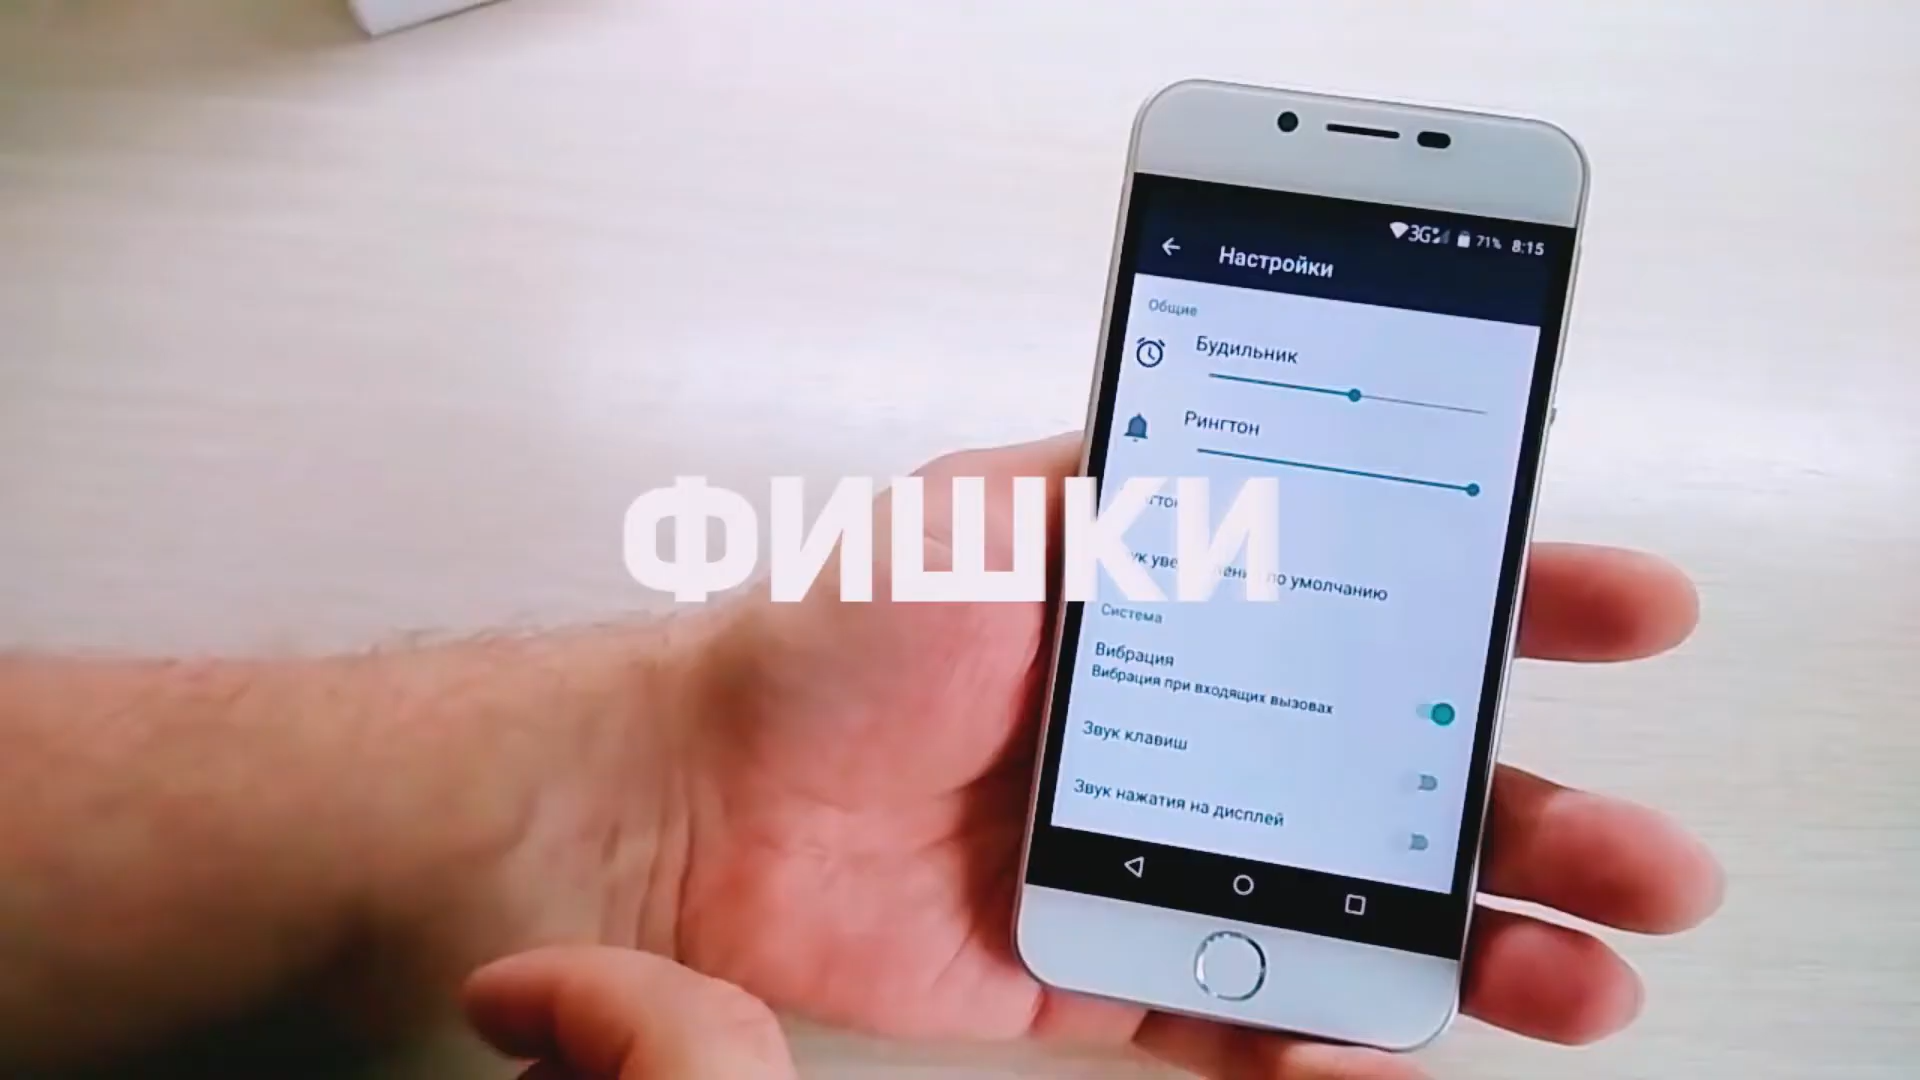 3G 71% 8:15
Настройки
Общие
Будильник
Рингтон
ФИШКИ
по умолчанию
Система
Вибрация
Вибрация при входящих вызовах
Звук клавиш
Звук нажатия на дисплей